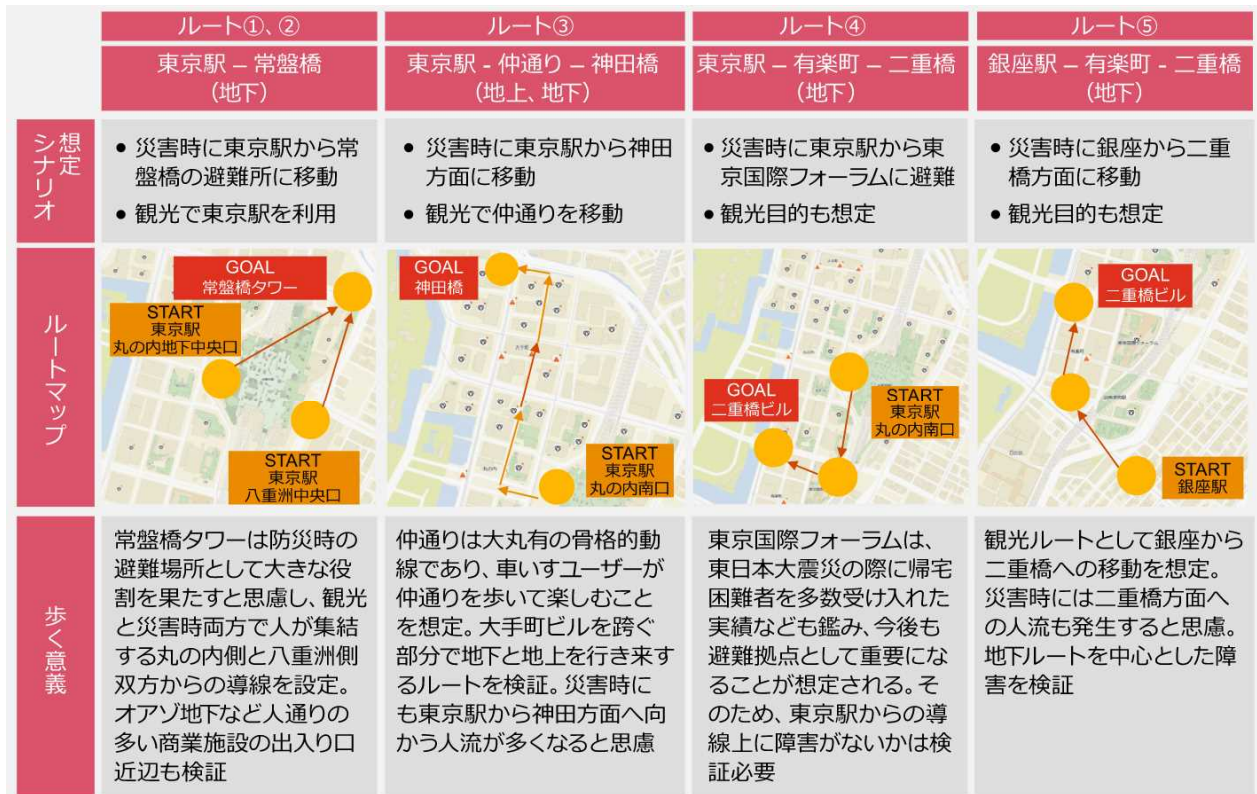 ルート①、②
ルート③
ルート④
ルート⑤
東京駅 – 常盤橋
（地下）
東京駅 - 仲通り – 神田橋
（地上、地下）
東京駅 – 有楽町 – 二重橋
（地下）
銀座駅 – 有楽町 - 二重橋
（地下）
想定
シナリオ
• 災害時に東京駅から常
盤橋の避難所に移動
• 観光で東京駅を利用
• 災害時に東京駅から神田
方面に移動
• 観光で仲通りを移動
• 災害時に東京駅から東
京国際フォーラムに避難
• 観光目的も想定
• 災害時に銀座から二重
橋方面に移動
• 観光目的も想定
ルートマップ
GOAL
常盤橋タワー
START
東京駅
丸の内地下中央口
START
東京駅
八重洲中央口
GOAL
神田橋
START
東京駅
丸の内南口
GOAL
二重橋ビル
START
東京駅
丸の内南口
GOAL
二重橋ビル
START
銀座駅
歩く意義
常盤橋タワーは防災時の
避難場所として大きな役
割を果たすと思慮し、観光
と災害時両方で人が集結
する丸の内側と八重洲側
双方からの導線を設定。
オアゾ地下など人通りの
多い商業施設の出入り口
近辺も検証
仲通りは大丸有の骨格的動
線であり、車いすユーザーが
仲通りを歩いて楽しむこと
を想定。大手町ビルを跨ぐ
部分で地下と地上を行き来す
るルートを検証。災害時に
も東京駅から神田方面へ向
かう人流が多くなると思慮
東京国際フォーラムは、
東日本大震災の際に帰宅
困難者を多数受け入れた
実績なども鑑み、今後も
避難拠点として重要にな
ることが想定される。そ
のため、東京駅からの導
線上に障害がないかは検
証必要
観光ルートとして銀座から
二重橋への移動を想定。
災害時には二重橋方面へ
の人流も発生すると思慮。
地下ルートを中心とした障
害を検証